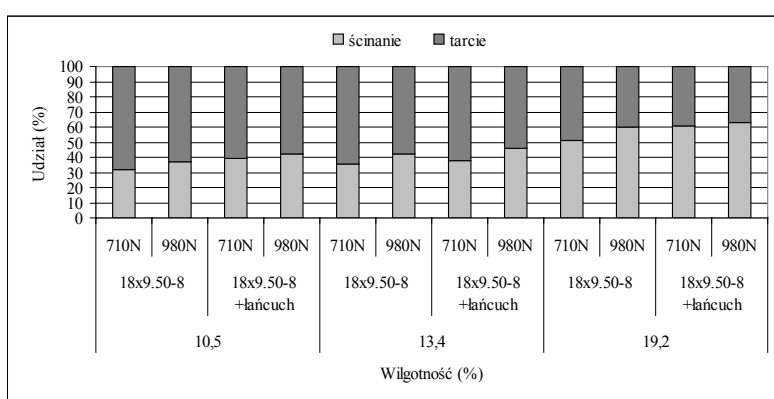 ścinanie tarcie
100
90
80
70
60
50
40
30
20
10
0
Udział (%)
710N 980N 710N 980N 710N 980N 710N 980N 710N 980N 710N 980N
18x9.50-8 18x9.50-8 18x9.50-8 18x9.50-8 18x9.50-8 18x9.50-8
+łańcuch +łańcuch +łańcuch
10,5 13,4 19,2
Wilgotność (%)